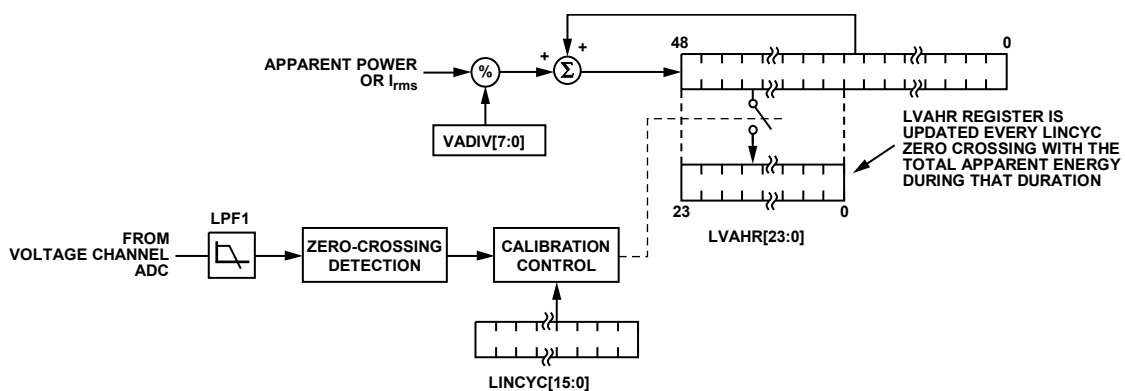 48
0
+
+
APPARENT POWER
OR Irms
%
Σ
VADIV[7:0]
LVAHR REGISTER IS
UPDATED EVERY LINCYC
ZERO CROSSING WITH THE
TOTAL APPARENT ENERGY
DURING THAT DURATION
23
0
LVAHR[23:0]
LPF1
FROM
VOLTAGE CHANNEL
ADC
ZERO-CROSSING
DETECTION
CALIBRATION
CONTROL
LINCYC[15:0]